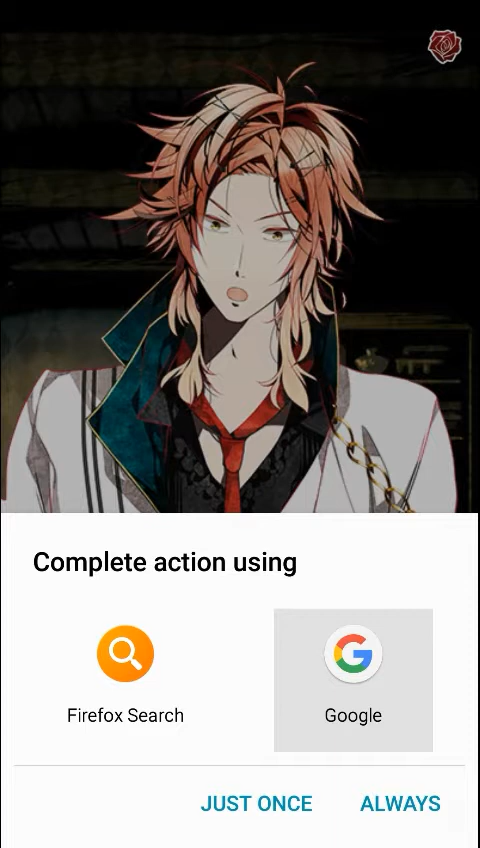 Complete action using
Firefox Search
Google
JUST ONCE
ALWAYS